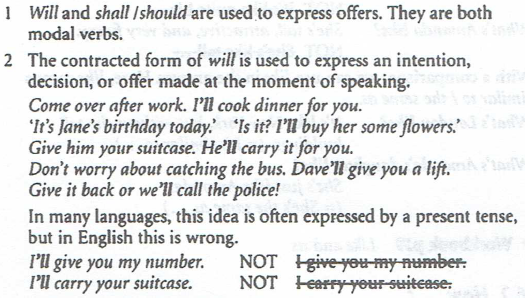 1 Will and shall / should are used to express offers. They are both
modal verbs.
2 The contracted form of will is used to express an intention,
decision, or offer made at the moment of speaking.
Come over after work. I'll cook dinner for you.
'It's Jane's birthday today.' 'Is it? I'll buy her some flowers.'
Give him your suitcase. He'll carry it for you.
Don't worry about catching the bus. Dave'll give you a lift.
Give it back or we'll call the police!
In many languages, this idea is often expressed by a present tense,
but in English this is wrong.
I'll give you my number. NOT I give you my number.
I'll carry your suitcase. NOT I carry your suitcase.